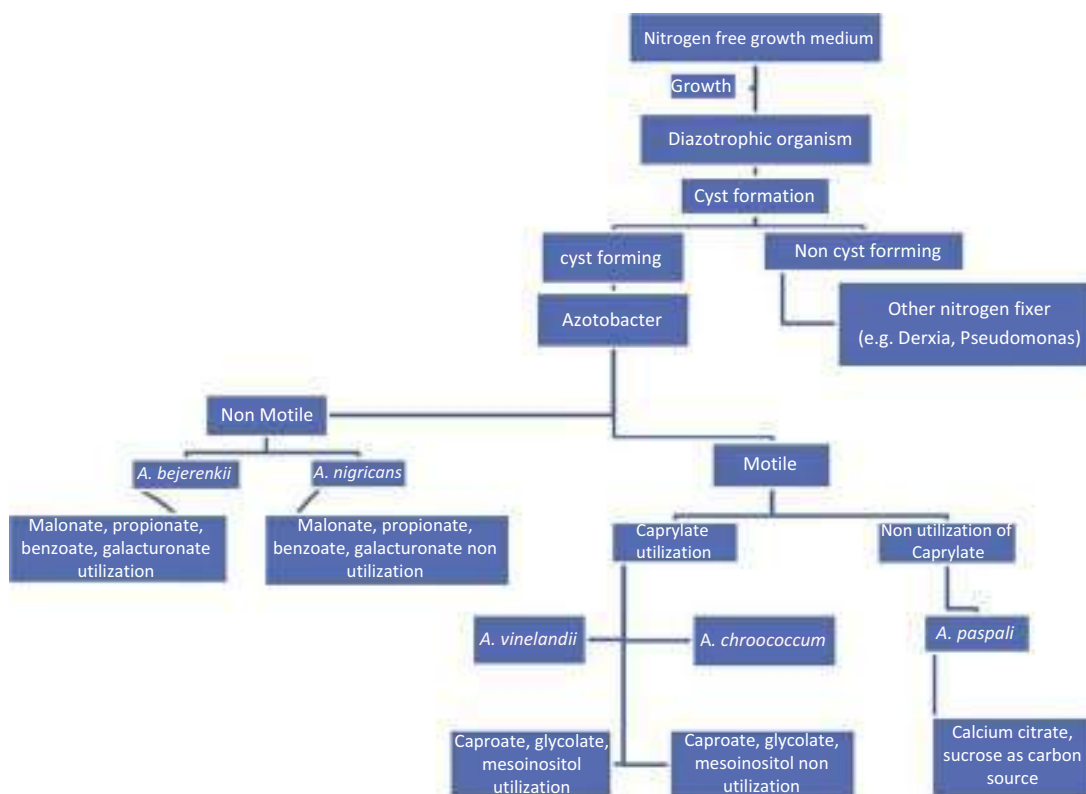 Nitrogen free growth medium
Growth
Diazotrophic organism
Cyst formation
cyst forming
Non cyst forrming
Azotobacter
Other nitrogen fixer
(e.g. Derxia, Pseudomonas)
Non Motile
Motile
A. bejerenkii
A. nigricans
Malonate, propionate,
benzoate, galacturonate
utilization
Malonate, propionate,
benzoate, galacturonate non
utilization
Caprylate
utilization
Non utilization of
Caprylate
A. vinelandii
A. chroococcum
A. paspali
Caproate, glycolate,
mesoinositol
utilization
Caproate, glycolate,
mesoinositol non
utilization
Calcium citrate,
sucrose as carbon
source